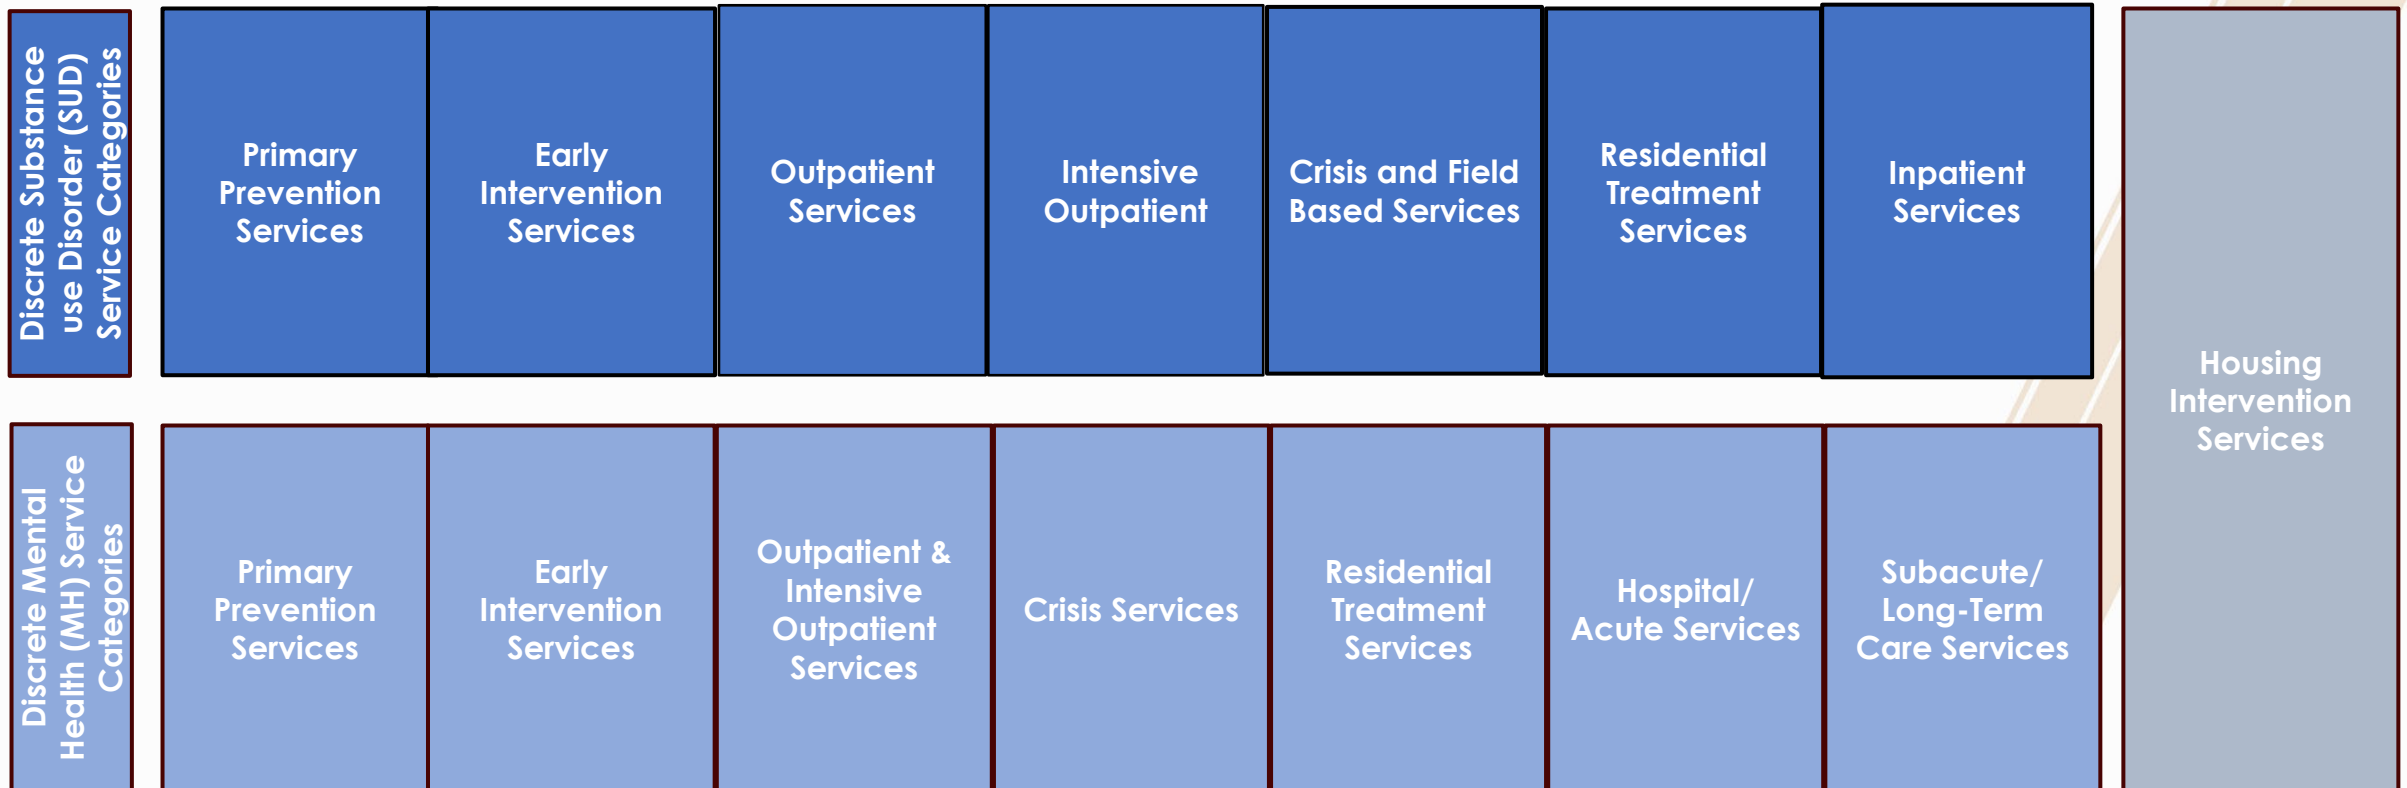 Discrete Substance
use Disorder (SUD)
Service Categories
Primary
Prevention
Services
Early
Intervention
Services
Outpatient
Services
Intensive
Outpatient
Crisis and Field
Based Services
Residential
Treatment
Services
Inpatient
Services
Housing
Intervention
Services
Discrete Mental
Health (MH) Service
Categories
Primary
Prevention
Services
Early
Intervention
Services
Outpatient &
Intensive
Outpatient
Services
Crisis Services
Residential
Treatment
Services
Hospital/
Acute Services
Subacute/
Long-Term
Care Services